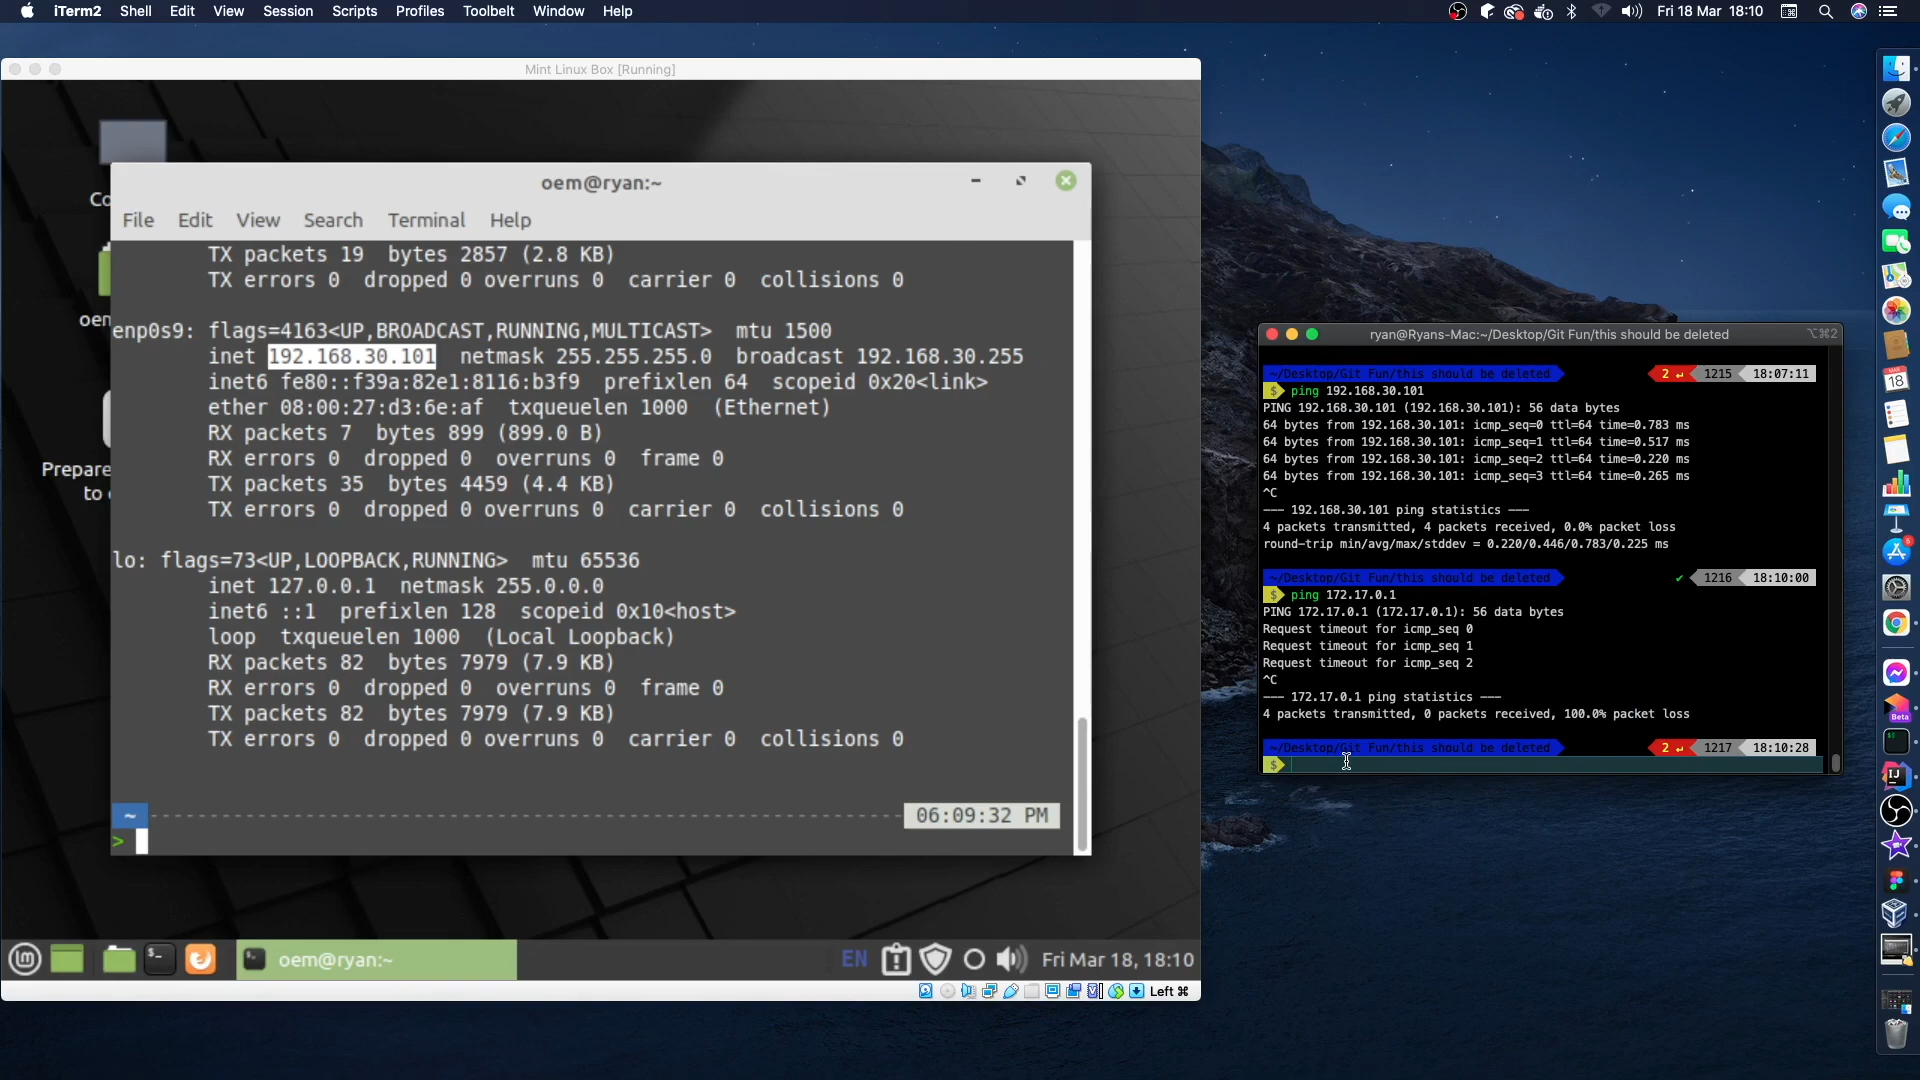 iTerm2 Shell Edit View Session Scripts Profiles Toolbelt Window Help
Fri 18 Mar 18:10
Mint Linux Box [Running]
Co
oem@ryan:~
File Edit View Search Terminal Help
TX packets 19 bytes 2857 (2.8 KB)
TX errors 0 dropped 0 overruns 0 carrier 0 collisions 0
oem
enp0s9: flags=4163<UP,BROADCAST,RUNNING,MULTICAST> mtu 1500
inet 192.168.30.101 netmask 255.255.255.0 broadcast 192.168.30.255
inet6 fe80::f39a:82e1:8116:b3f9 prefixlen 64 scopeid 0x20<link>
ether 08:00:27:d3:6e:af txqueuelen 1000 (Ethernet)
RX packets 7 bytes 899 (899.0 B)
RX errors 0 dropped 0 overruns 0 frame 0
Prepare
to
TX packets 35 bytes 4459 (4.4 KB)
TX errors 0 dropped 0 overruns 0 carrier 0 collisions 0
lo: flags=73<UP,LOOPBACK,RUNNING> mtu 65536
inet 127.0.0.1 netmask 255.0.0.0
inet6 ::1 prefixlen 128 scopeid 0x10<host>
loop txqueuelen 1000 (Local Loopback)
RX packets 82 bytes 7979 (7.9 KB)
RX errors 0 dropped 0 overruns 0 frame 0
TX packets 82 bytes 7979 (7.9 KB)
TX errors 0 dropped 0 overruns 0 carrier 0 collisions 0
~ 06:09:32 PM
>
oem@ryan:~
EN
Fri Mar 18, 18:10
Left ⌘
ryan@Ryans-Mac:~/Desktop/Git Fun/this should be deleted ⌥⌘2
~/Desktop/Git Fun/this should be deleted 2 ↵ 1215 18:07:11
$ ping 192.168.30.101
PING 192.168.30.101 (192.168.30.101): 56 data bytes
64 bytes from 192.168.30.101: icmp_seq=0 ttl=64 time=0.783 ms
64 bytes from 192.168.30.101: icmp_seq=1 ttl=64 time=0.517 ms
64 bytes from 192.168.30.101: icmp_seq=2 ttl=64 time=0.220 ms
64 bytes from 192.168.30.101: icmp_seq=3 ttl=64 time=0.265 ms
^C
--- 192.168.30.101 ping statistics ---
4 packets transmitted, 4 packets received, 0.0% packet loss
round-trip min/avg/max/stddev = 0.220/0.446/0.783/0.225 ms
~/Desktop/Git Fun/this should be deleted ✔ 1216 18:10:00
$ ping 172.17.0.1
PING 172.17.0.1 (172.17.0.1): 56 data bytes
Request timeout for icmp_seq 0
Request timeout for icmp_seq 1
Request timeout for icmp_seq 2
^C
--- 172.17.0.1 ping statistics ---
4 packets transmitted, 0 packets received, 100.0% packet loss
~/Desktop/Git Fun/this should be deleted 2 ↵ 1217 18:10:28
$
MAR
18
6
Beta
IJ